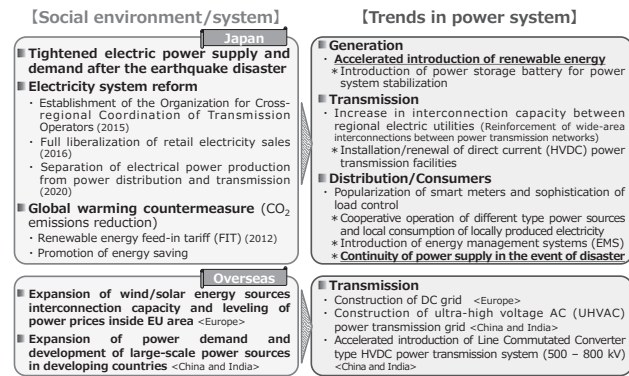 【Social environment/system】
Japan
Tightened electric power supply and
demand after the earthquake disaster
Electricity system reform
・Establishment of the Organization for Cross-
regional Coordination of Transmission
Operators (2015)
・Full liberalization of retail electricity sales
(2016)
・Separation of electrical power production
from power distribution and transmission
(2020)
Global warming countermeasure (CO₂
emissions reduction)
・Renewable energy feed-in tariff (FIT) (2012)
・Promotion of energy saving
Overseas
Expansion of wind/solar energy sources
interconnection capacity and leveling of
power prices inside EU area <Europe>
Expansion of power demand and
development of large-scale power sources
in developing countries <China and India>
【Trends in power system】
Generation
・Accelerated introduction of renewable energy
＊Introduction of power storage battery for power
system stabilization
Transmission
・Increase in interconnection capacity between
regional electric utilities (Reinforcement of wide-area
interconnections between power transmission networks)
＊Installation/renewal of direct current (HVDC) power
transmission facilities
Distribution/Consumers
・Popularization of smart meters and sophistication of
load control
＊Cooperative operation of different type power sources
and local consumption of locally produced electricity
＊Introduction of energy management systems (EMS)
＊Continuity of power supply in the event of disaster
Transmission
・Construction of DC grid <Europe>
・Construction of ultra-high voltage AC (UHVAC)
power transmission grid <China and India>
・Accelerated introduction of Line Commutated Converter
type HVDC power transmission system (500 – 800 kV)
<China and India>